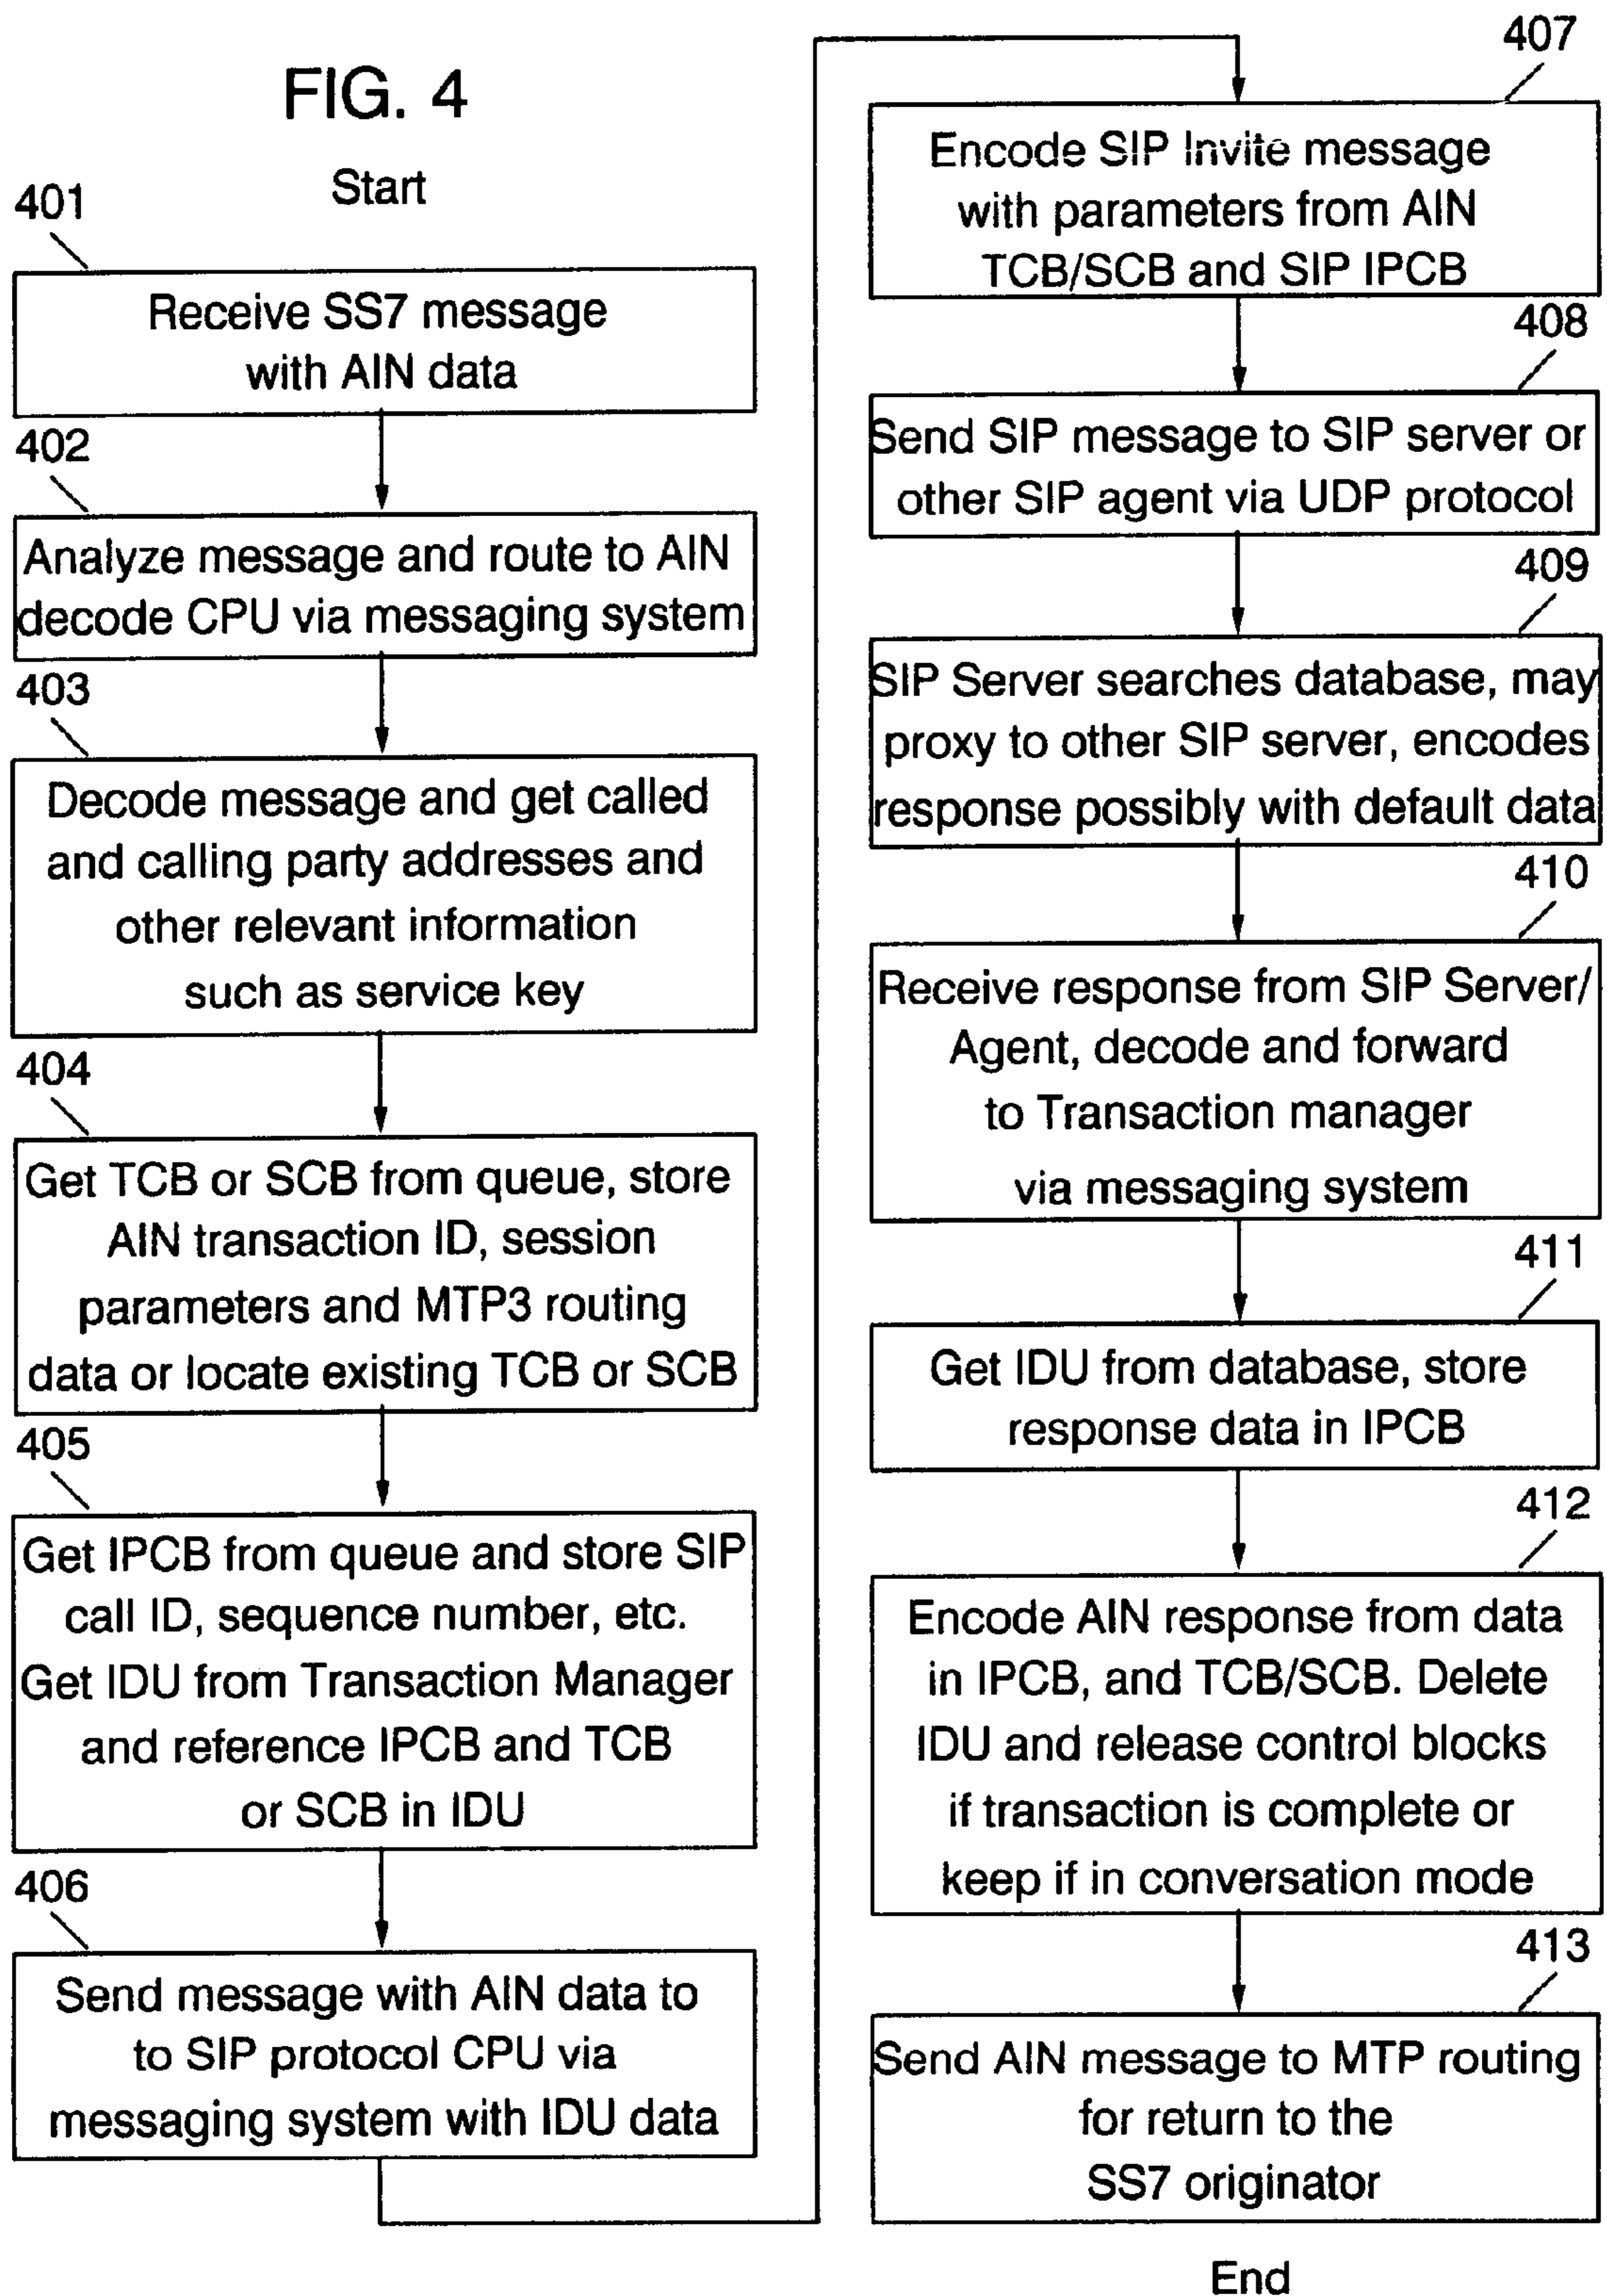 FIG. 4
Start
401
Receive SS7 message
with AIN data
402
Analyze message and route to AIN
decode CPU via messaging system
403
Decode message and get called
and calling party addresses and
other relevant information
such as service key
404
Get TCB or SCB from queue, store
AIN transaction ID, session
parameters and MTP3 routing
data or locate existing TCB or SCB
405
Get IPCB from queue and store SIP
call ID, sequence number, etc.
Get IDU from Transaction Manager
and reference IPCB and TCB
or SCB in IDU
406
Send message with AIN data to
to SIP protocol CPU via
messaging system with IDU data
407
Encode SIP Invite message
with parameters from AIN
TCB/SCB and SIP IPCB
408
Send SIP message to SIP server or
other SIP agent via UDP protocol
409
SIP Server searches database, may
proxy to other SIP server, encodes
response possibly with default data
410
Receive response from SIP Server/
Agent, decode and forward
to Transaction manager
via messaging system
411
Get IDU from database, store
response data in IPCB
412
Encode AIN response from data
in IPCB, and TCB/SCB. Delete
IDU and release control blocks
if transaction is complete or
keep if in conversation mode
413
Send AIN message to MTP routing
for return to the
SS7 originator
End